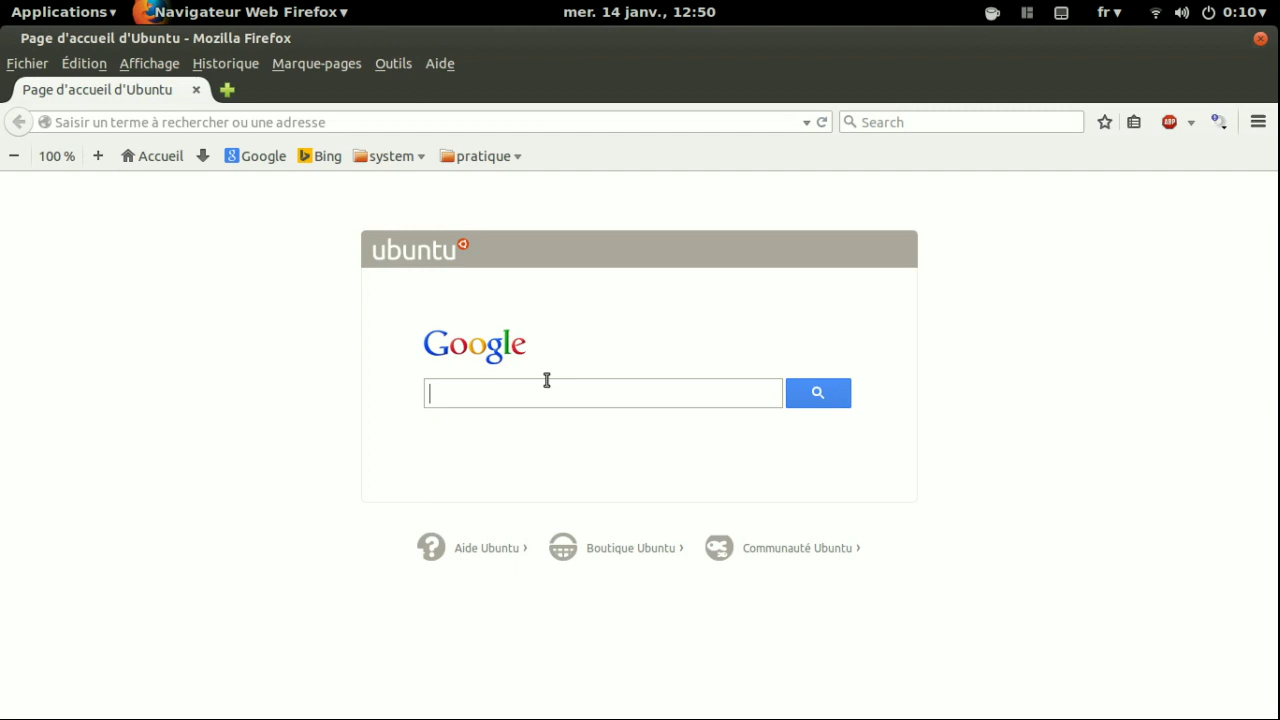 Applications Navigateur Web Firefox mer. 14 janv., 12:50 fr 0:10
Page d'accueil d'Ubuntu - Mozilla Firefox
Fichier Édition Affichage Historique Marque-pages Outils Aide
Page d'accueil d'Ubuntu
Saisir un terme à rechercher ou une adresse Search ABP
100 % Accueil Google Bing system pratique
ubuntu
Google
Aide Ubuntu › Boutique Ubuntu › Communauté Ubuntu ›